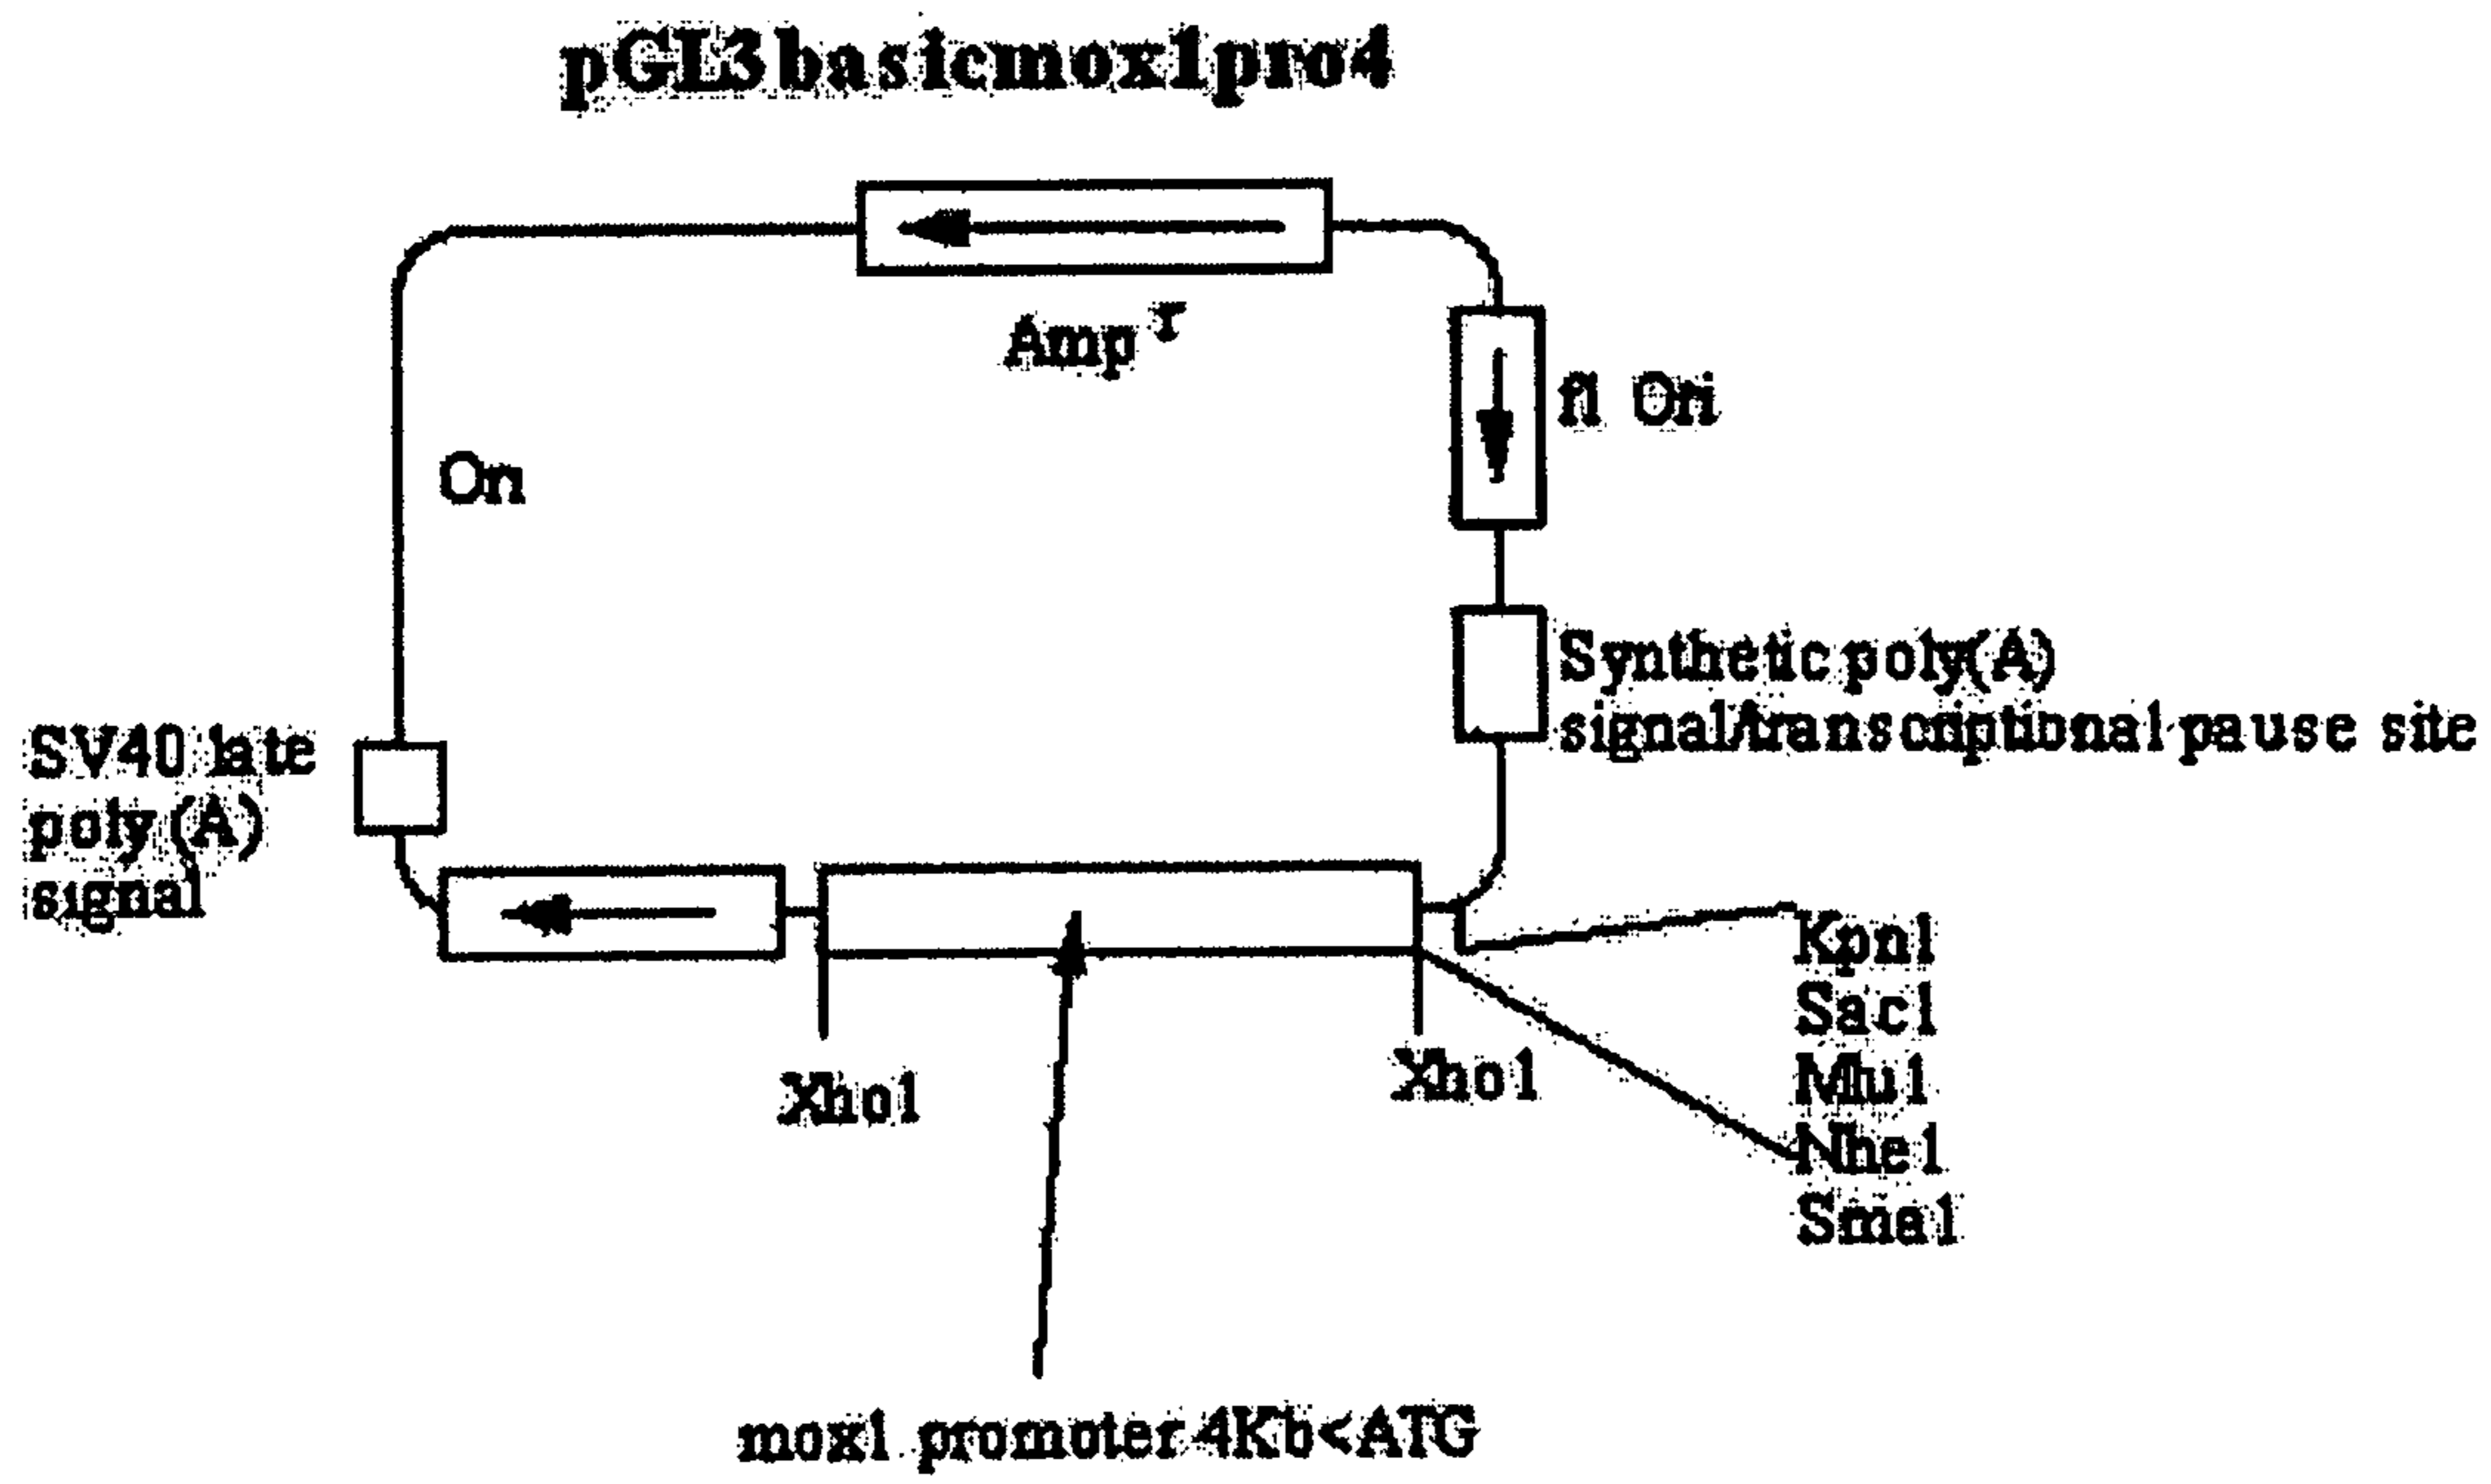 pGL3basicmox1pro4
Amp r
f1 Ori
Ori
Synthetic poly(A)
signal/transcriptional pause site
SV40 late
poly(A)
signal
Kpn1
Sac1
Mlu1
Nhe1
Sma1
Xho1
Xho1
mox1 promoter 4Kb<ATG